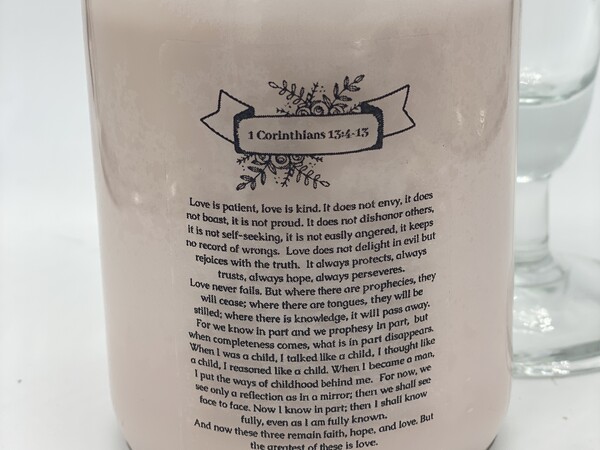 1 Corinthians 13:4-13
Love is patient, love is kind. It does not envy, it does
not boast, it is not proud. It does not dishonor others,
it is not self-seeking, it is not easily angered, it keeps
no record of wrongs. Love does not delight in evil but
rejoices with the truth. It always protects, always
trusts, always hope, always perseveres.
Love never fails. But where there are prophecies, they
will cease; where there are tongues, they will be
stilled; where there is knowledge, it will pass away.
For we know in part and we prophesy in part, but
when completeness comes, what is in part disappears.
When I was a child, I talked like a child, I thought like
a child, I reasoned like a child. When I became a man,
I put the ways of childhood behind me. For now, we
see only a reflection as in a mirror; then we shall see
face to face. Now I know in part; then I shall know
fully, even as I am fully known.
And now these three remain faith, hope, and love. But
the greatest of these is love.